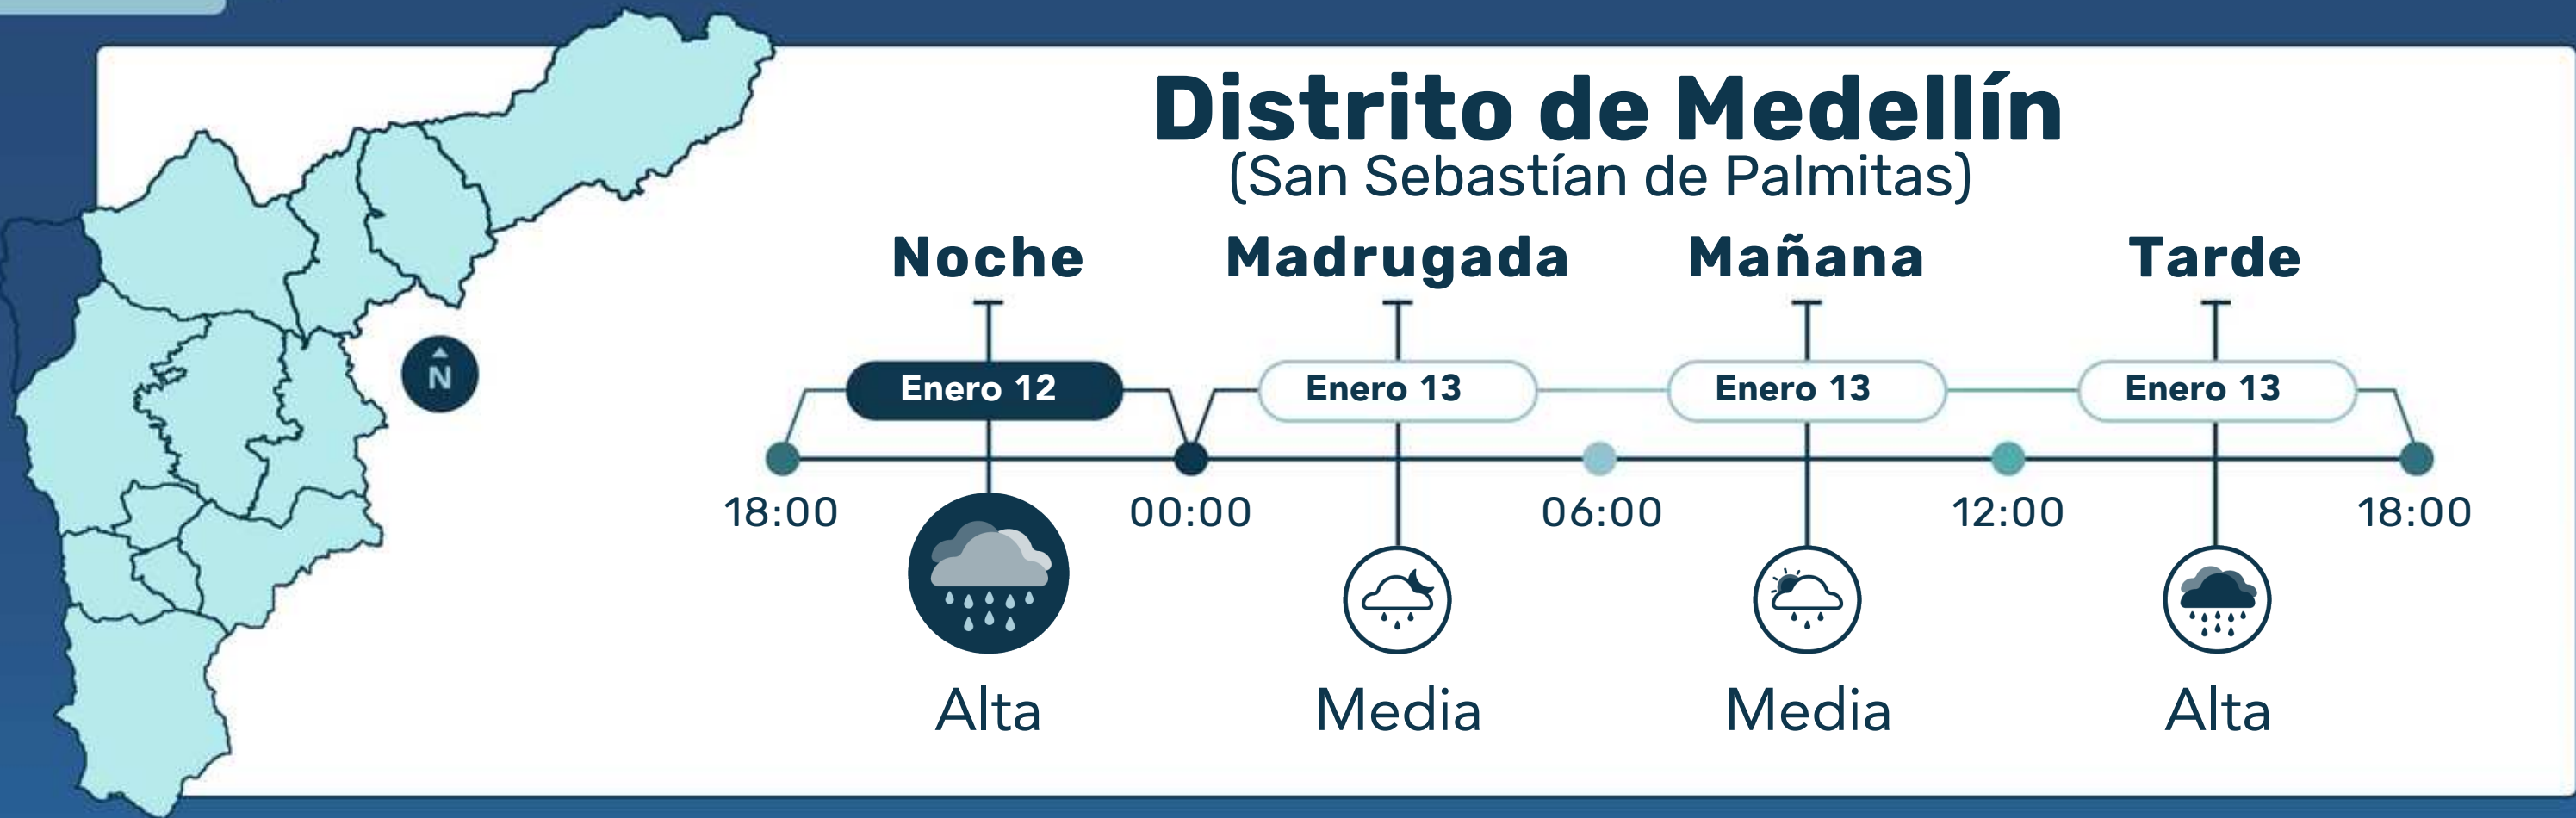 Distrito de Medellín
(San Sebastían de Palmitas)
Noche Madrugada Mañana Tarde
Enero 12 Enero 13 Enero 13 Enero 13
N
18:00 00:00 06:00 12:00 18:00
Alta Media Media Alta